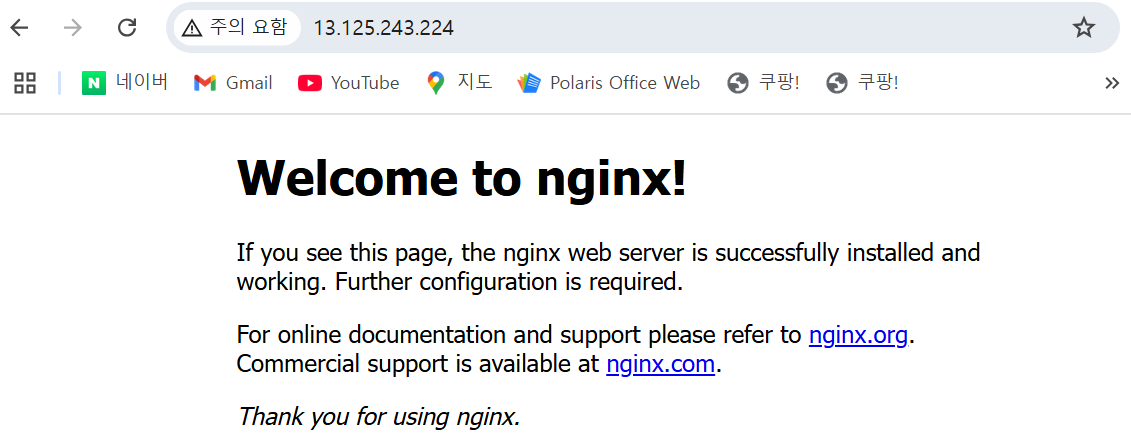 주의 요함 13.125.243.224
네이버 Gmail YouTube 지도 Polaris Office Web 쿠팡! 쿠팡!
Welcome to nginx!
If you see this page, the nginx web server is successfully installed and
working. Further configuration is required.
For online documentation and support please refer to nginx.org.
Commercial support is available at nginx.com.
Thank you for using nginx.